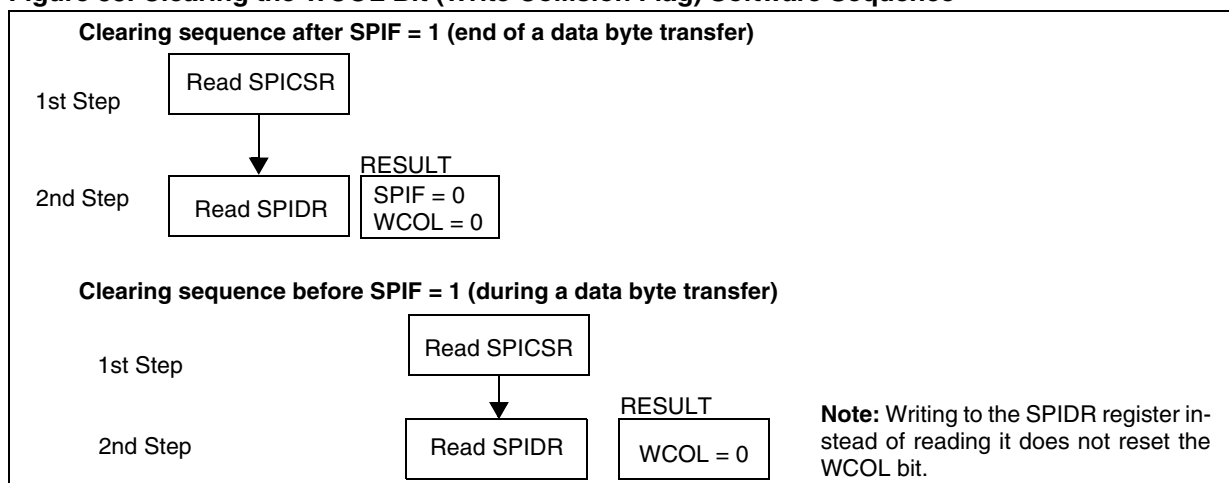 Figure Clearing the WCOL Bit (Write Collision Flag) Software Sequence
Clearing sequence after SPIF = 1 (end of a data byte transfer)
1st Step
Read SPICSR
RESULT
2nd Step
Read SPIDR
SPIF = 0
WCOL = 0
Clearing sequence before SPIF = 1 (during a data byte transfer)
1st Step
Read SPICSR
RESULT
2nd Step
Read SPIDR
WCOL = 0
Note: Writing to the SPIDR register in-
stead of reading it does not reset the
WCOL bit.